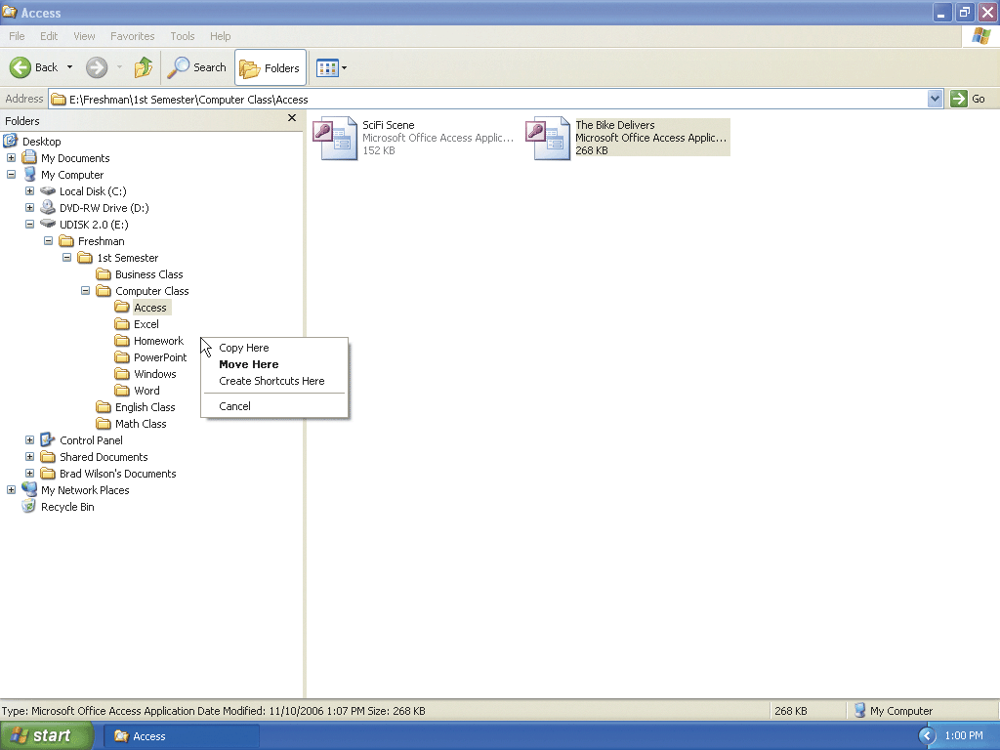 Access
File Edit View Favorites Tools Help
Back Search Folders
Address E:\Freshman\1st Semester\Computer Class\Access Go
Folders
Desktop
My Documents
My Computer
Local Disk (C:)
DVD-RW Drive (D:)
UDISK 2.0 (E:)
Freshman
1st Semester
Business Class
Computer Class
Access
Excel
Homework
PowerPoint
Windows
Word
English Class
Math Class
Control Panel
Shared Documents
Brad Wilson's Documents
My Network Places
Recycle Bin
SciFi Scene
Microsoft Office Access Applic...
152 KB
The Bike Delivers
Microsoft Office Access Applic...
268 KB
Copy Here
Move Here
Create Shortcuts Here
Cancel
Type: Microsoft Office Access Application Date Modified: 11/10/2006 1:07 PM Size: 268 KB 268 KB My Computer
start Access 1:00 PM